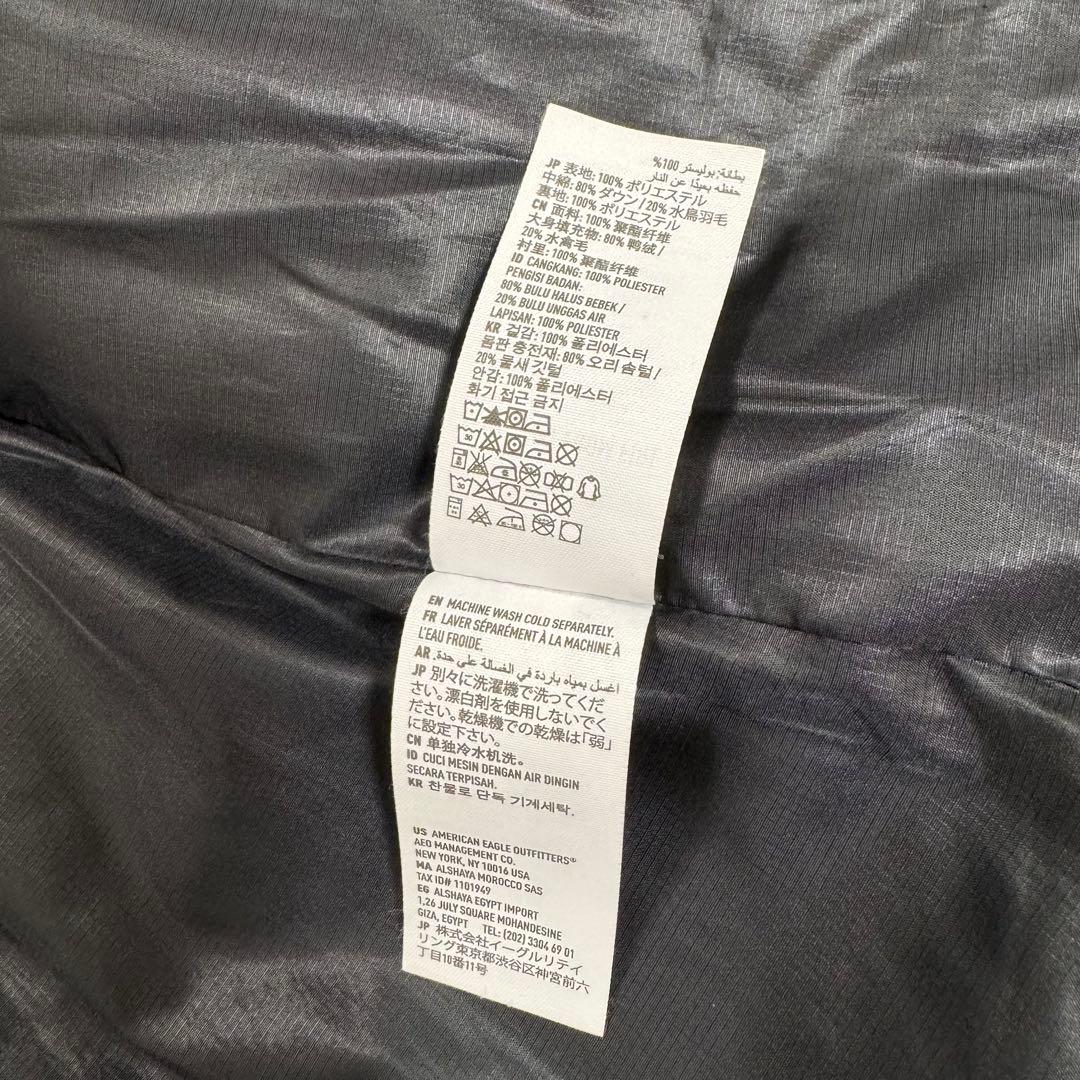 بطانة: بوليستر 100%
حفظه بعيدًا عن النار
JP 表地: 100% ポリエステル
中綿: 80% ダウン / 20% 水鳥羽毛
裏地: 100% ポリエステル
CN 面料: 100% 聚酯纤维
大身填充物: 80% 鸭绒 /
20% 水禽毛
村里: 100% 聚酯纤维
ID CANGKANG: 100% POLIESTER
PENGISI BADAN:
80% BULU HALUS BEBEK /
20% BULU UNGGAS AIR
LAPISAN: 100% POLIESTER
KR 겉감: 100% 폴리에스터
몸판 충전재: 80% 오리 솜털 /
20% 물새 깃털
안감: 100% 폴리에스터
화기 접근 금지
30
30
EN MACHINE WASH COLD SEPARATELY.
FR LAVER SÉPARÉMENT À LA MACHINE À
L'EAU FROIDE.
AR اغسل بمياه باردة في الغسالة على حدة.
JP 別々に洗濯機で洗ってくだ
さい。漂白剤を使用しないでく
ださい。乾燥機での乾燥は「弱」
に設定下さい。
CN 单独冷水机洗。
ID CUCI MESIN DENGAN AIR DINGIN
SECARA TERPISAH.
KR 찬물로 단독 기계세탁.
US AMERICAN EAGLE OUTFITTERS®
AEO MANAGEMENT CO.
NEW YORK, NY 10016 USA
MA ALSHAYA MOROCCO SAS
TAX ID# 1101949
EG ALSHAYA EGYPT IMPORT
1,26 JULY SQUARE MOHANDESINE
GIZA, EGYPT TEL: (202) 3304 69 01
JP 株式会社イーグルリテイ
リング東京都渋谷区神宮前六
丁目10番11号